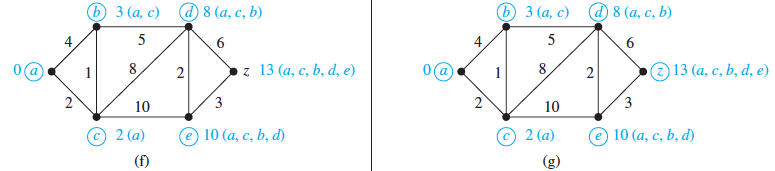 b 3 (a, c) d 8 (a, c, b)
4 5 6
0 a 1 8 2 z 13 (a, c, b, d, e)
2 10 3
c 2 (a) e 10 (a, c, b, d)
(f)
b 3 (a, c) d 8 (a, c, b)
4 5 6
0 a 1 8 2 z 13 (a, c, b, d, e)
2 10 3
c 2 (a) e 10 (a, c, b, d)
(g)